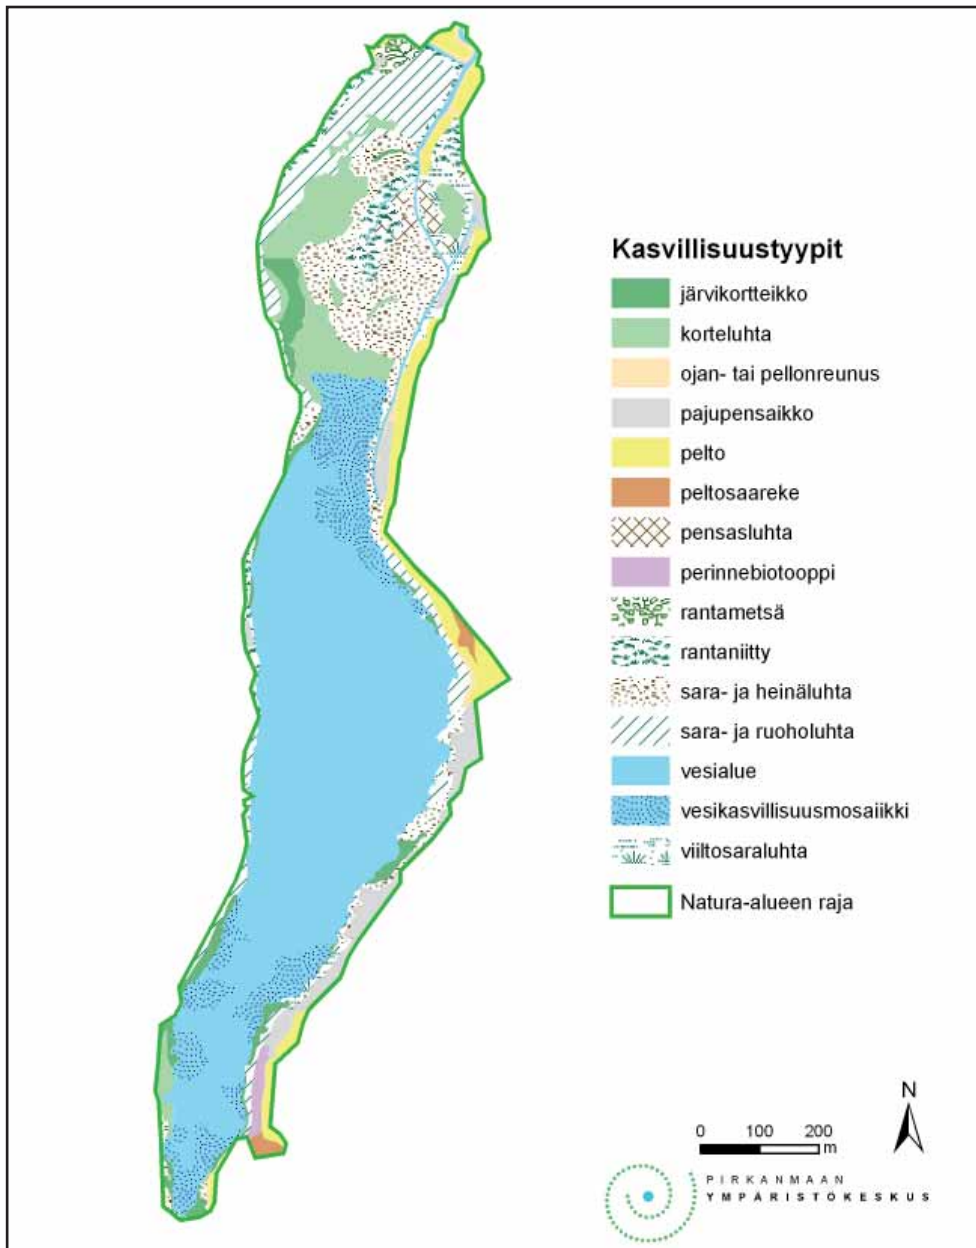 Kasvillisuustyypit
järvikortteikko
korteluhta
ojan- tai pellonreunus
pajupensaikko
pelto
peltosaareke
pensasluhta
perinnebiotooppi
rantametsä
rantaniitty
sara- ja heinäluhta
sara- ja ruoholuhta
vesialue
vesikasvillisuusmosaiikki
viiltosaraluhta
Natura-alueen raja
N
0 100 200
m
PIRKANMAAN
YMPÄRISTÖKESKUS